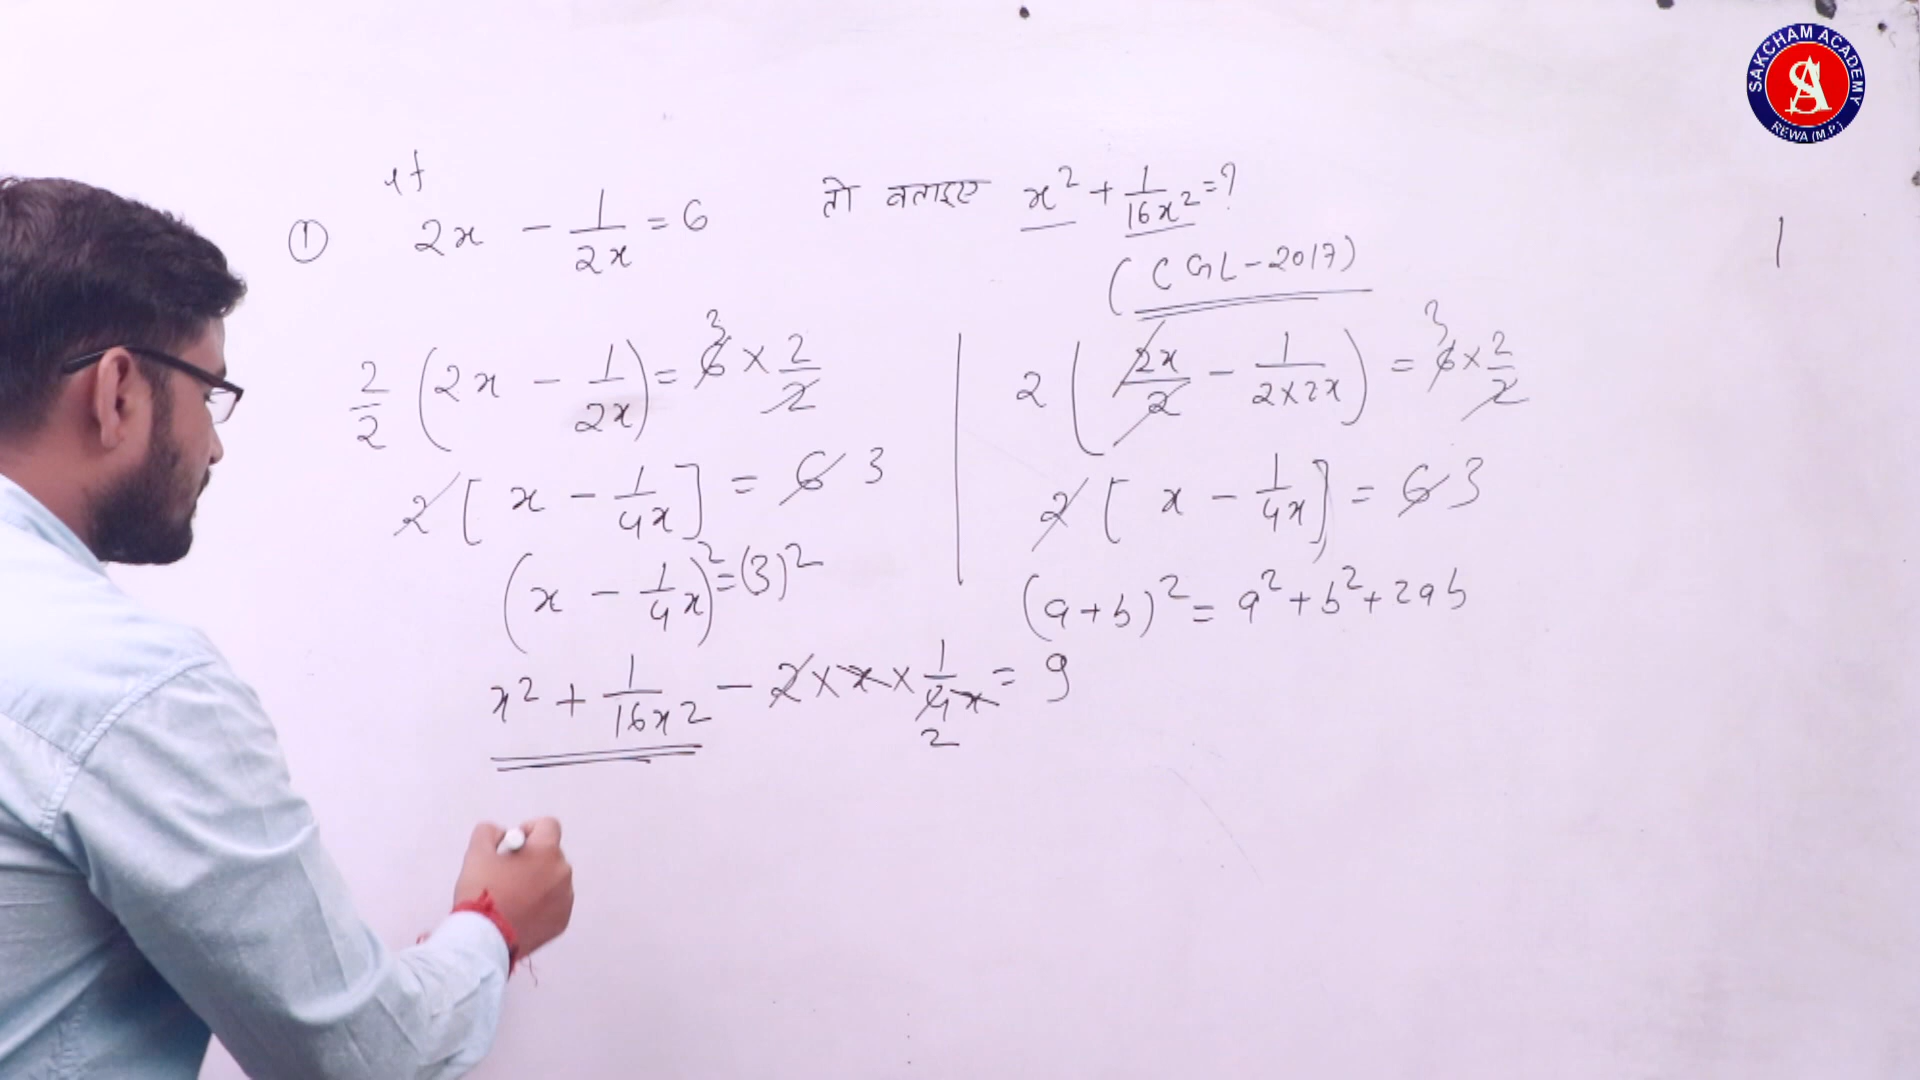 SAKCHAM ACADEMY
SA
REWA (M.P.)
if
① 2x - 1/2x = 6 तो बताइए x² + 1/16x² = ?
(CGL-2017)
2/2 (2x - 1/2x) = 6 × 2/2
3
2 [x - 1/4x] = 6 3
(x - 1/4x)² = (3)²
x² + 1/16x² - 2 × x × 1/4x = 9
2
2 (2x/2 - 1/2×2x) = 6 × 2/2
3
2 [x - 1/4x] = 6 3
(a+b)² = a² + b² + 2ab